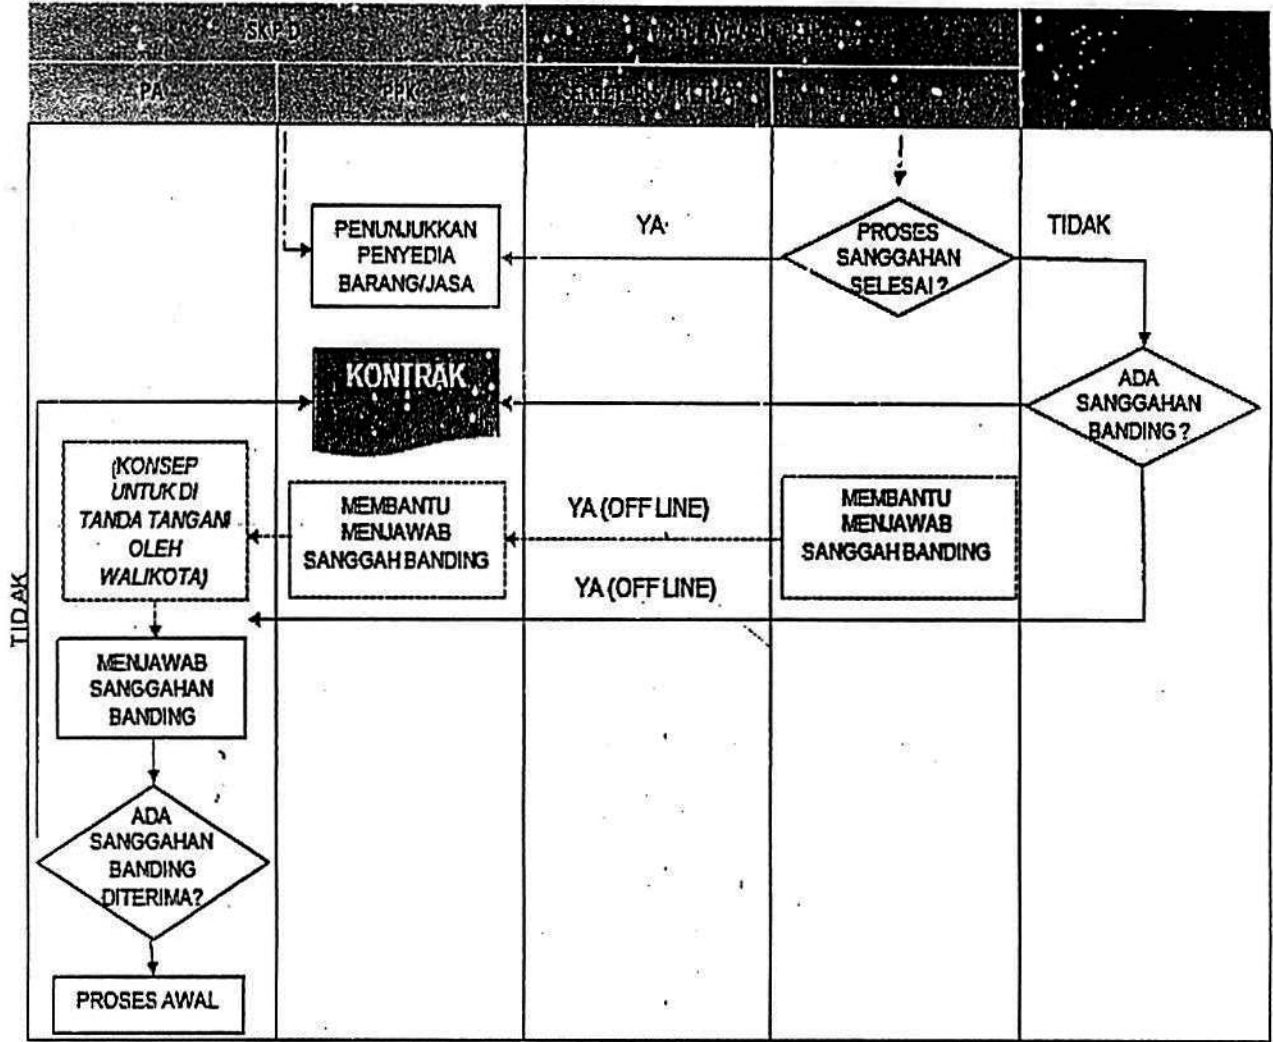 SKPD
PA
PPK
PENUNJUKKAN
PENYEDIA
BARANG/JASA
YA
PROSES
SANGGAHAN
SELESAI?
TIDAK
KONTRAK
ADA
SANGGAHAN
BANDING?
(KONSEP
UNTUK DI
TANDA TANGANI
OLEH
WALIKOTA)
MEMBANTU
MENJAWAB
SANGGAH BANDING
YA (OFF LINE)
MEMBANTU
MENJAWAB
SANGGAH BANDING
YA (OFF LINE)
TIDAK
MENJAWAB
SANGGAHAN
BANDING
ADA
SANGGAHAN
BANDING
DITERIMA?
PROSES AWAL